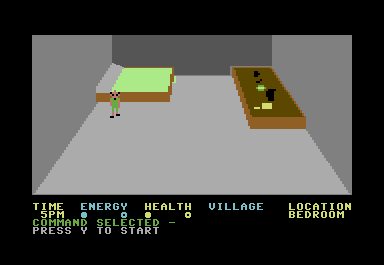 TIME ENERGY HEALTH VILLAGE LOCATION
5PM BEDROOM
COMMAND SELECTED -
PRESS Y TO START